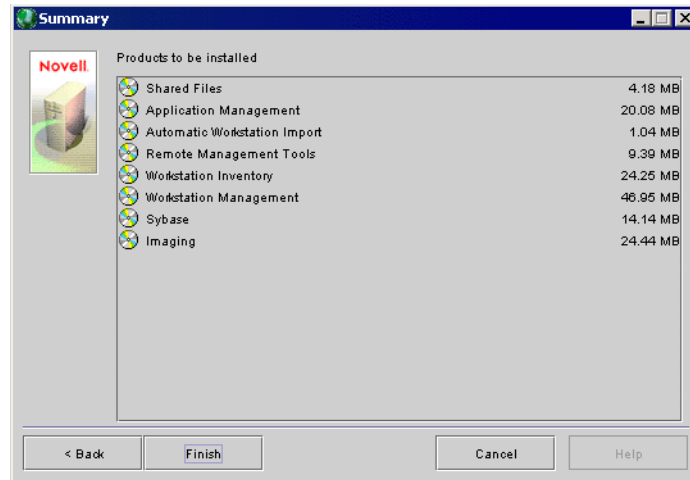 Summary
Novell.
Products to be installed
Shared Files 4.18 MB
Application Management 20.08 MB
Automatic Workstation Import 1.04 MB
Remote Management Tools 9.39 MB
Workstation Inventory 24.25 MB
Workstation Management 46.95 MB
Sybase 14.14 MB
Imaging 24.44 MB
< Back Finish Cancel Help